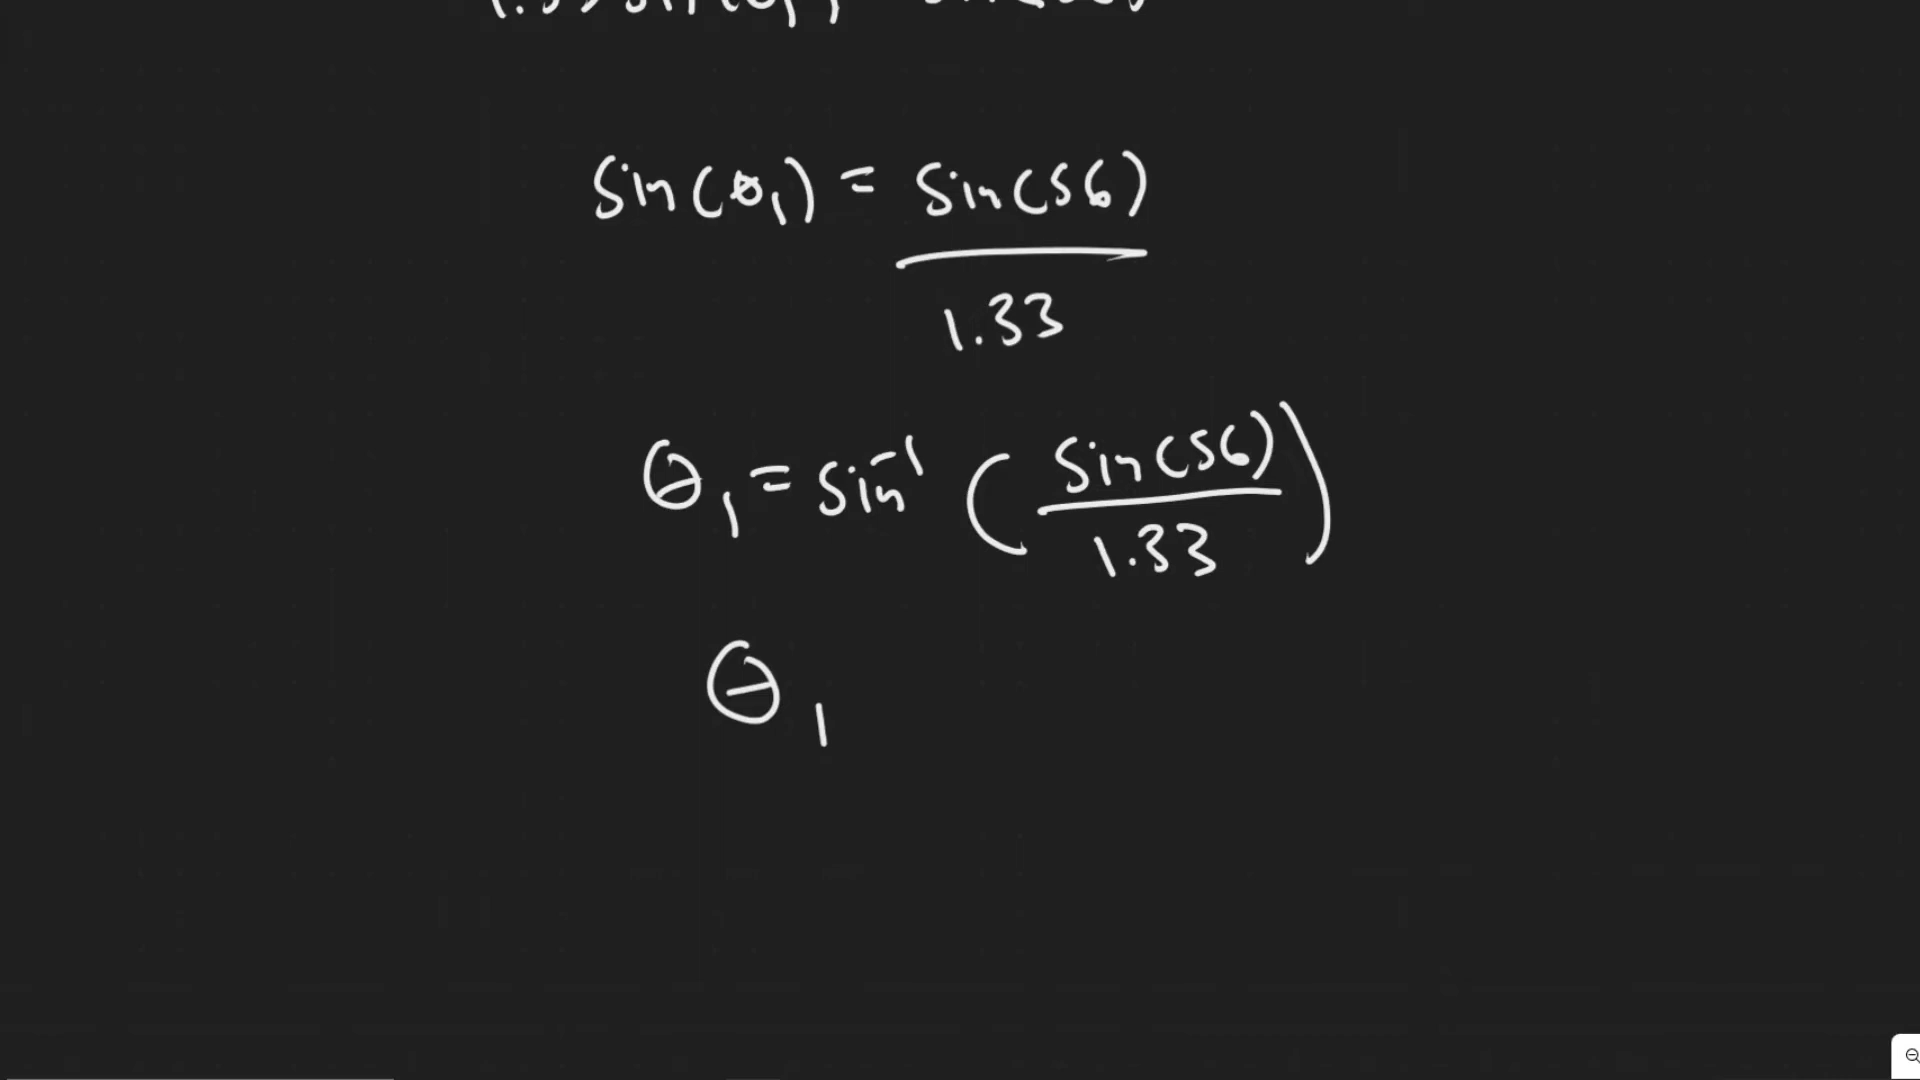 sin(θ₁) = sin(56)
1.33
θ₁ = sin⁻¹ ( sin(56)
1.33 )
θ₁